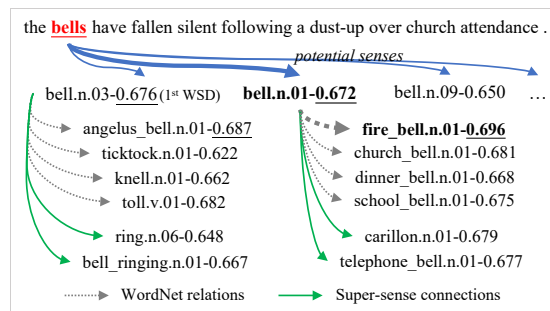 the bells have fallen silent following a dust-up over church attendance .
potential senses
bell.n.03-0.676 (1st WSD) bell.n.01-0.672 bell.n.09-0.650 ...
angelus_bell.n.01-0.687 fire_bell.n.01-0.696
ticktock.n.01-0.622 church_bell.n.01-0.681
knell.n.01-0.662 dinner_bell.n.01-0.668
toll.v.01-0.682 school_bell.n.01-0.675
ring.n.06-0.648 carillon.n.01-0.679
bell_ringing.n.01-0.667 telephone_bell.n.01-0.677
WordNet relations Super-sense connections